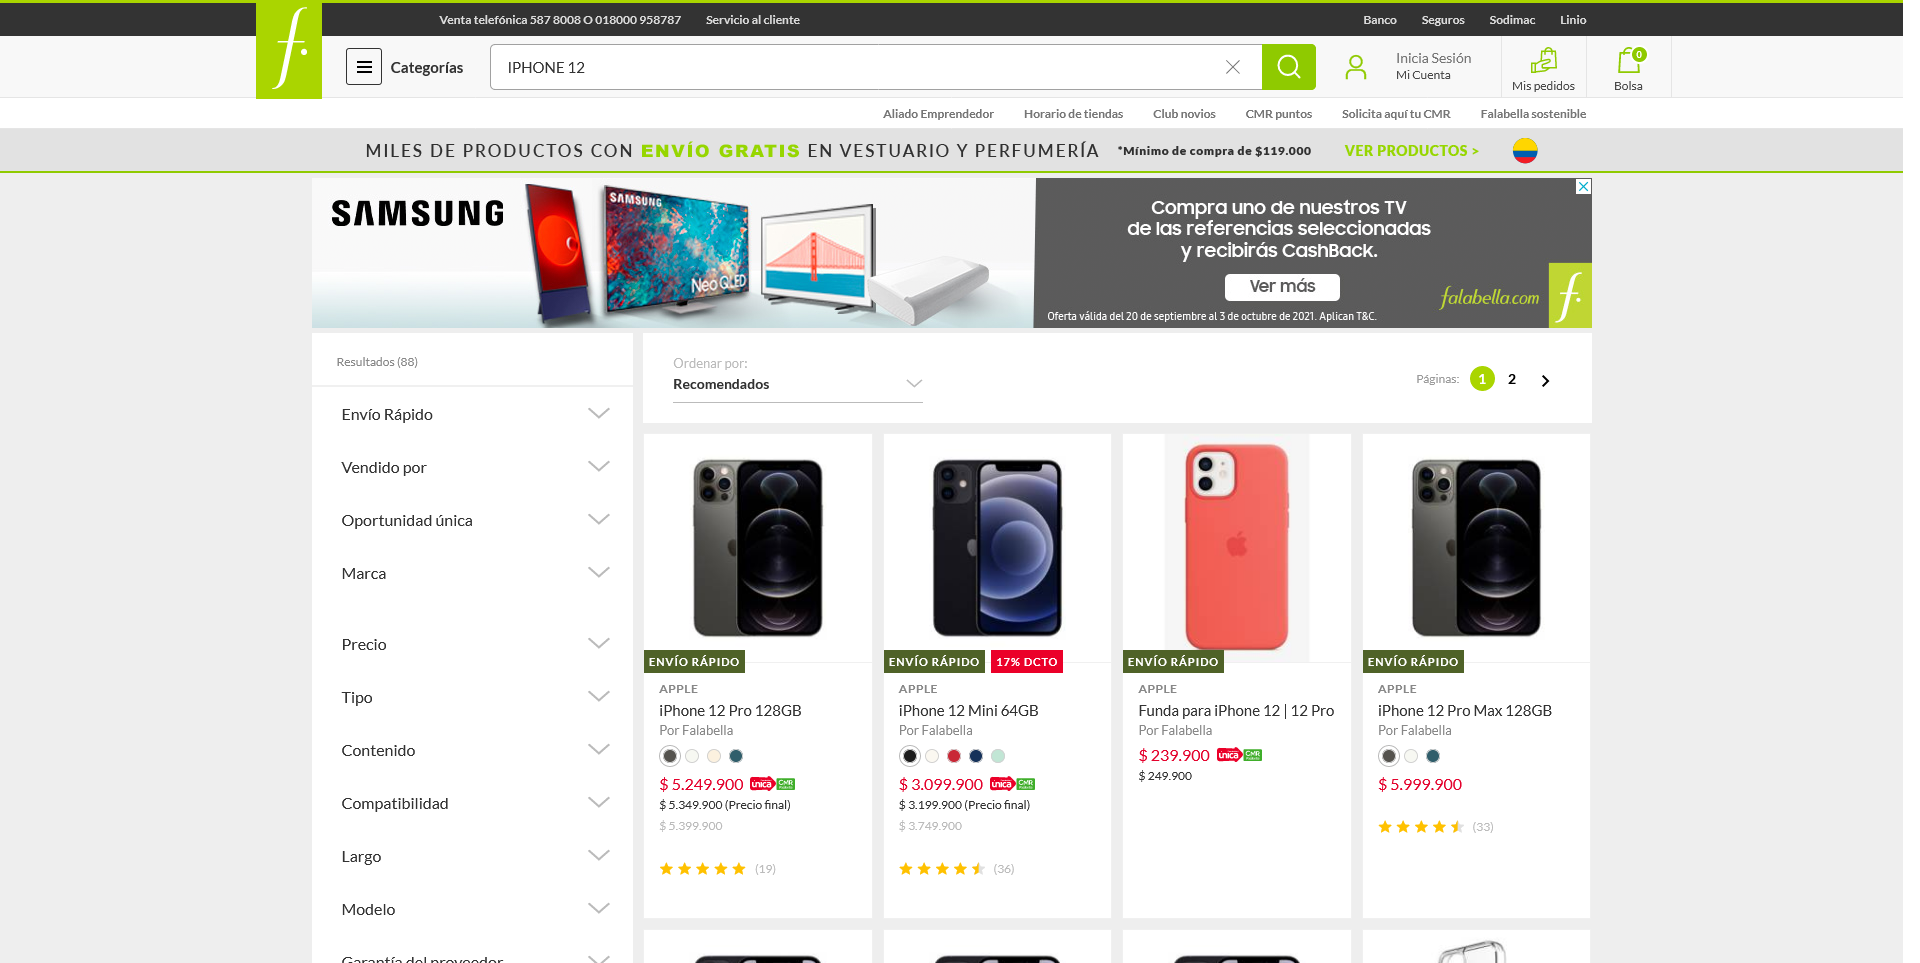 Venta telefónica 587 8008 O 018000 958787 Servicio al cliente
Banco Seguros Sodimac Linio
f.
Categorías
IPHONE 12
Inicia Sesión
Mi Cuenta
Mis pedidos
0
Bolsa
Aliado Emprendedor Horario de tiendas Club novios CMR puntos Solicita aquí tu CMR Falabella sostenible
MILES DE PRODUCTOS CON ENVÍO GRATIS EN VESTUARIO Y PERFUMERÍA *Mínimo de compra de $119.000 VER PRODUCTOS >
SAMSUNG
SAMSUNG
Neo QLED
Compra uno de nuestros TV
de las referencias seleccionadas
y recibirás CashBack.
Ver más
falabella.com
f.
Oferta válida del 20 de septiembre al 3 de octubre de 2021. Aplican T&C.
Resultados (88)
Envío Rápido
Vendido por
Oportunidad única
Marca
Precio
Tipo
Contenido
Compatibilidad
Largo
Modelo
Garantía del proveedor
Ordenar por:
Recomendados
Páginas: 1 2
ENVÍO RÁPIDO
APPLE
iPhone 12 Pro 128GB
Por Falabella
$ 5.249.900 única CMR
$ 5.349.900 (Precio final)
$ 5.399.900
(19)
ENVÍO RÁPIDO 17% DCTO
APPLE
iPhone 12 Mini 64GB
Por Falabella
$ 3.099.900 única CMR
$ 3.199.900 (Precio final)
$ 3.749.900
(36)
ENVÍO RÁPIDO
APPLE
Funda para iPhone 12 | 12 Pro
Por Falabella
$ 239.900 única CMR
$ 249.900
ENVÍO RÁPIDO
APPLE
iPhone 12 Pro Max 128GB
Por Falabella
$ 5.999.900
(33)